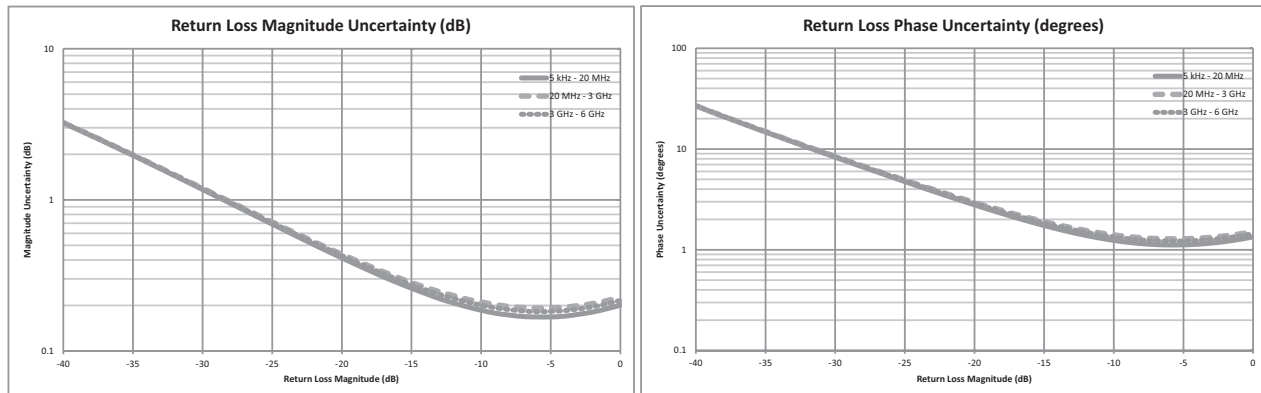 Return Loss Magnitude Uncertainty (dB)
10
1
0.1
Magnitude Uncertainty (dB)
5 kHz - 20 MHz
20 MHz - 3 GHz
3 GHz - 6 GHz
-40 -35 -30 -25 -20 -15 -10 -5 0
Return Loss Magnitude (dB)
Return Loss Phase Uncertainty (degrees)
100
10
1
0.1
Phase Uncertainty (degrees)
5 kHz - 20 MHz
20 MHz - 3 GHz
3 GHz - 6 GHz
-40 -35 -30 -25 -20 -15 -10 -5 0
Return Loss Magnitude (dB)